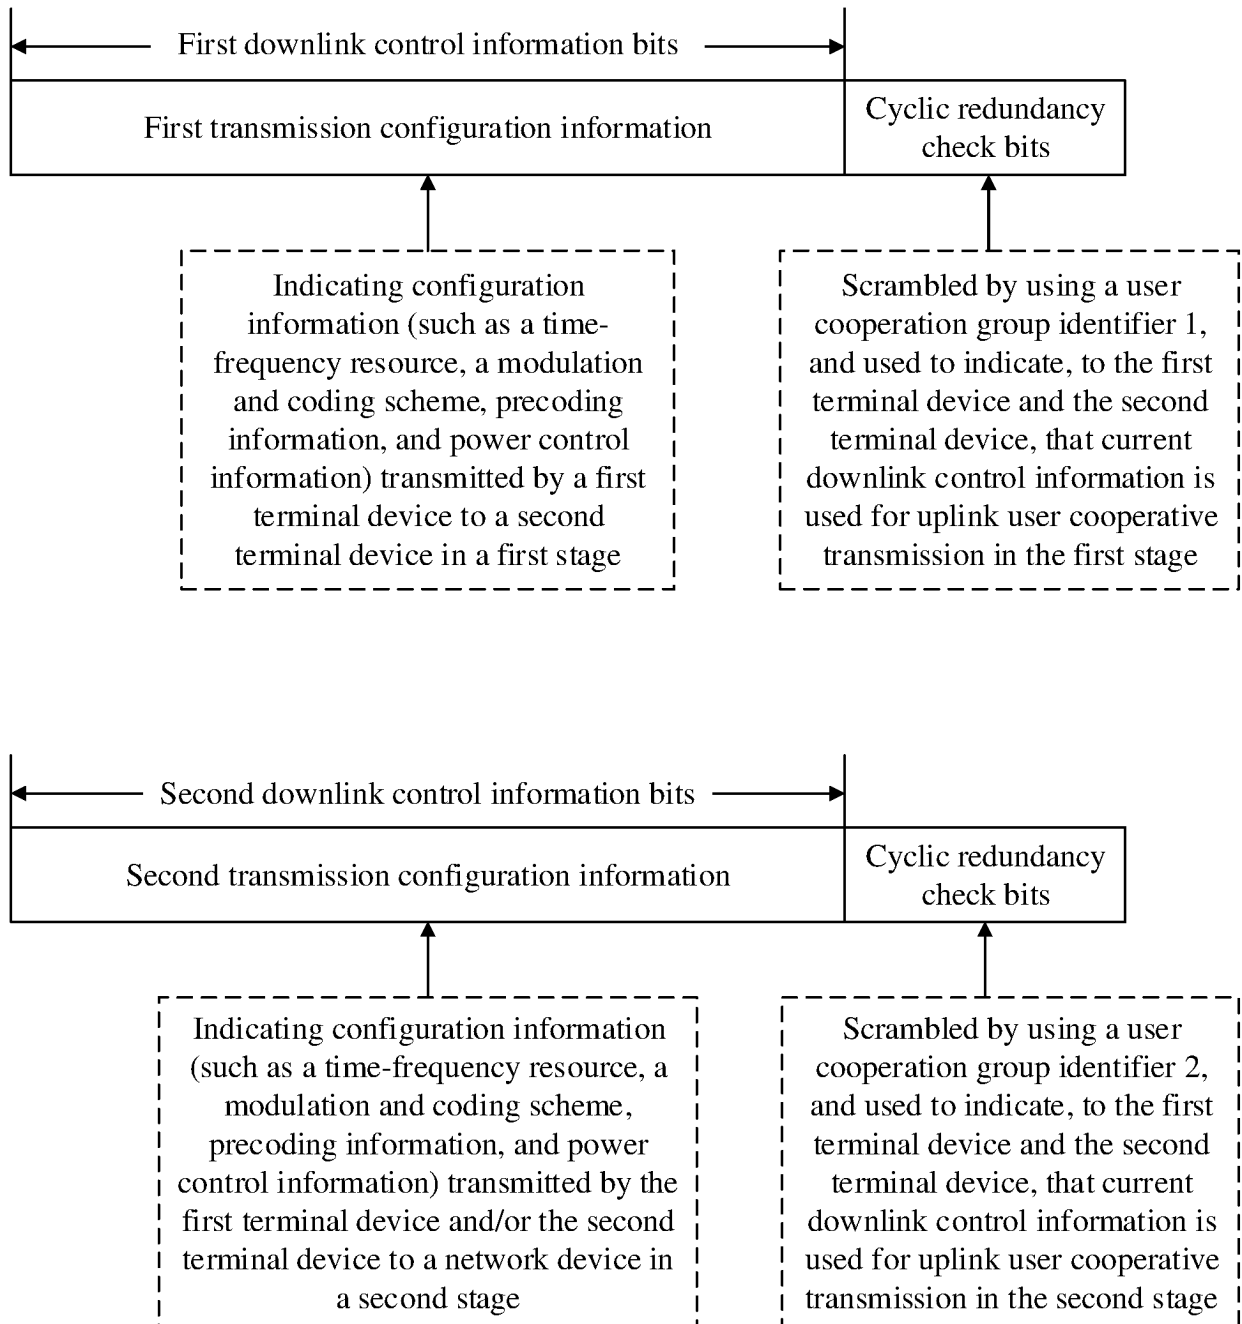 First downlink control information bits
First transmission configuration information
Cyclic redundancy
check bits
Indicating configuration
information (such as a time-
frequency resource, a modulation
and coding scheme, precoding
information, and power control
information) transmitted by a first
terminal device to a second
terminal device in a first stage
Scrambled by using a user
cooperation group identifier 1,
and used to indicate, to the first
terminal device and the second
terminal device, that current
downlink control information is
used for uplink user cooperative
transmission in the first stage
Second downlink control information bits
Second transmission configuration information
Cyclic redundancy
check bits
Indicating configuration information
(such as a time-frequency resource, a
modulation and coding scheme,
precoding information, and power
control information) transmitted by the
first terminal device and/or the second
terminal device to a network device in
a second stage
Scrambled by using a user
cooperation group identifier 2,
and used to indicate, to the first
terminal device and the second
terminal device, that current
downlink control information is
used for uplink user cooperative
transmission in the second stage